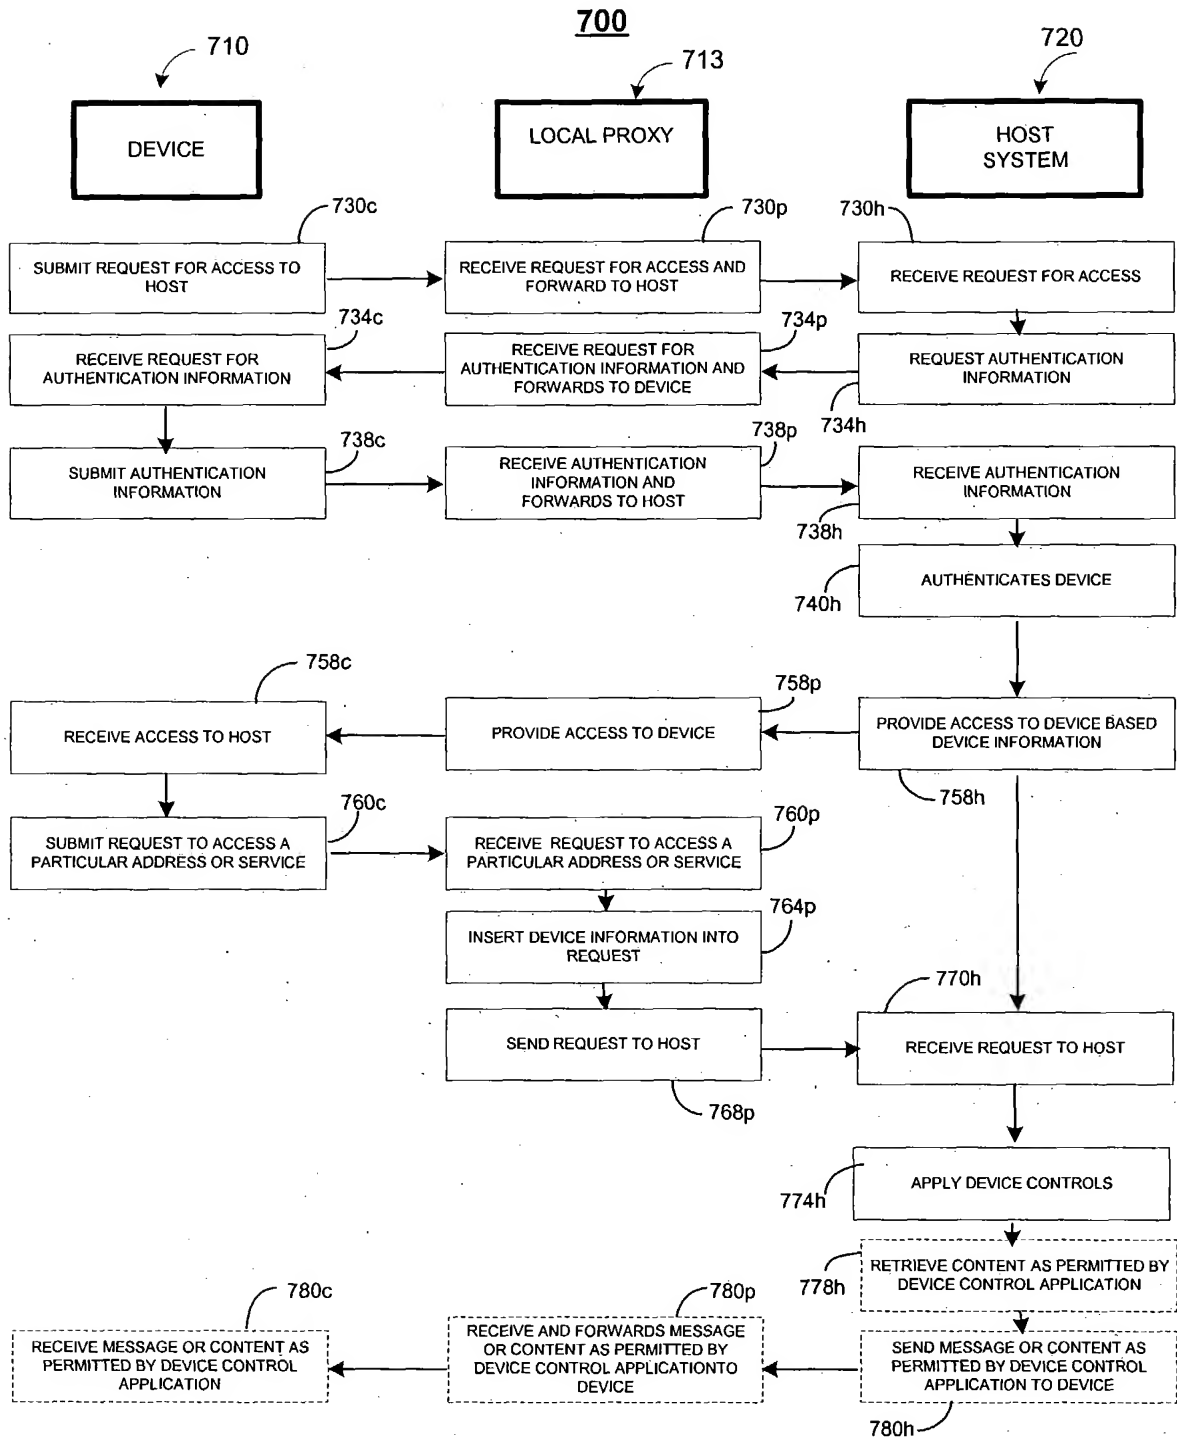 700
710
713
720
DEVICE
LOCAL PROXY
HOST
SYSTEM
730c
730p
730h
SUBMIT REQUEST FOR ACCESS TO
HOST
RECEIVE REQUEST FOR ACCESS AND
FORWARD TO HOST
RECEIVE REQUEST FOR ACCESS
734c
734p
RECEIVE REQUEST FOR
AUTHENTICATION INFORMATION
RECEIVE REQUEST FOR
AUTHENTICATION INFORMATION AND
FORWARDS TO DEVICE
REQUEST AUTHENTICATION
INFORMATION
734h
738c
738p
SUBMIT AUTHENTICATION
INFORMATION
RECEIVE AUTHENTICATION
INFORMATION AND
FORWARDS TO HOST
RECEIVE AUTHENTICATION
INFORMATION
738h
AUTHENTICATES DEVICE
740h
758c
758p
RECEIVE ACCESS TO HOST
PROVIDE ACCESS TO DEVICE
PROVIDE ACCESS TO DEVICE BASED
DEVICE INFORMATION
758h
760c
760p
SUBMIT REQUEST TO ACCESS A
PARTICULAR ADDRESS OR SERVICE
RECEIVE REQUEST TO ACCESS A
PARTICULAR ADDRESS OR SERVICE
764p
INSERT DEVICE INFORMATION INTO
REQUEST
770h
SEND REQUEST TO HOST
RECEIVE REQUEST TO HOST
768p
APPLY DEVICE CONTROLS
774h
RETRIEVE CONTENT AS PERMITTED BY
DEVICE CONTROL APPLICATION
778h
780c
780p
RECEIVE MESSAGE OR CONTENT AS
PERMITTED BY DEVICE CONTROL
APPLICATION
RECEIVE AND FORWARDS MESSAGE
OR CONTENT AS PERMITTED BY
DEVICE CONTROL APPLICATIONTO
DEVICE
SEND MESSAGE OR CONTENT AS
PERMITTED BY DEVICE CONTROL
APPLICATION TO DEVICE
780h